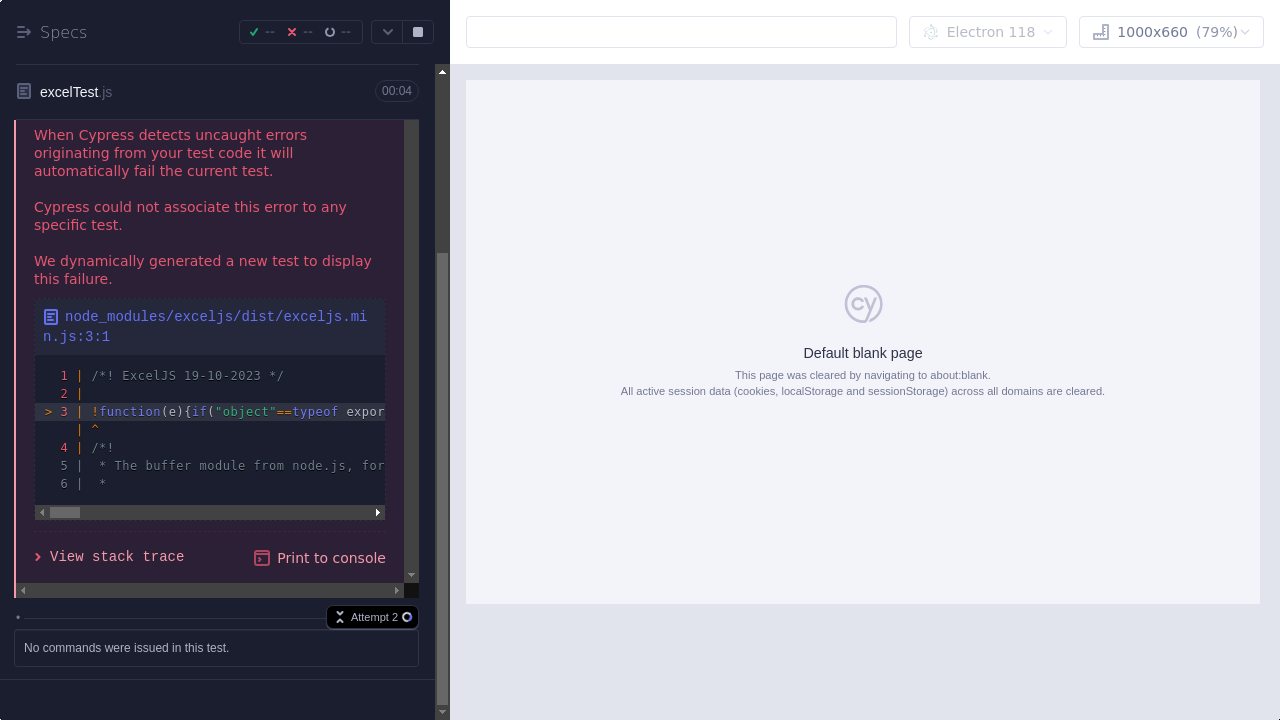 Specs
--
--
--
Electron 118
1000x660 (79%)
excelTest.js
00:04
When Cypress detects uncaught errors
originating from your test code it will
automatically fail the current test.
Cypress could not associate this error to any
specific test.
We dynamically generated a new test to display
this failure.
node_modules/exceljs/dist/exceljs.mi
n.js:3:1
1 | /*! ExcelJS 19-10-2023 */
2 |
> 3 | !function(e){if("object"==typeof expor
| ^
4 | /*!
5 |  * The buffer module from node.js, for
6 |  *
View stack trace
Print to console
Attempt 2
No commands were issued in this test.
cy
Default blank page
This page was cleared by navigating to about:blank.
All active session data (cookies, localStorage and sessionStorage) across all domains are cleared.